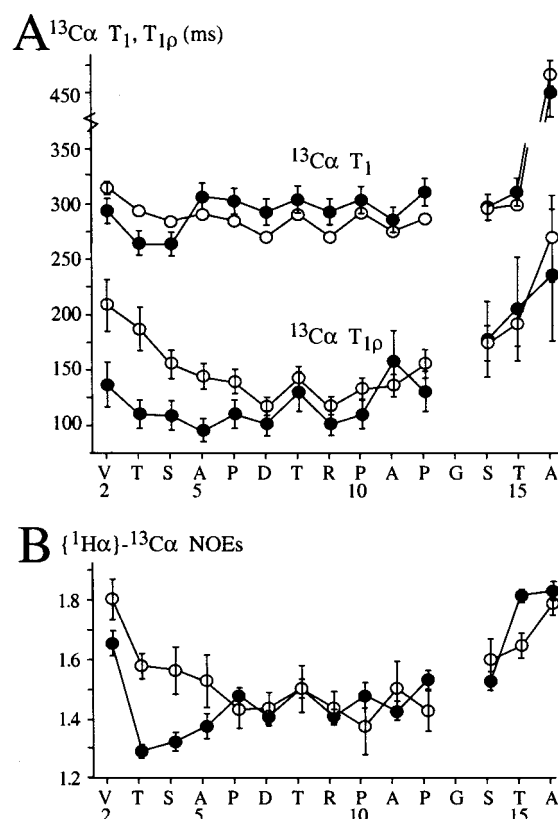 A ¹³Cα T₁, T₁ρ (ms)
450
350
300
250
200
150
100
¹³Cα T₁
¹³Cα T₁ρ
V T S A P D T R P A P G S T A
2 5 10 15
B {¹Hα}-¹³Cα NOEs
1.8
1.6
1.4
1.2
V T S A P D T R P A P G S T A
2 5 10 15